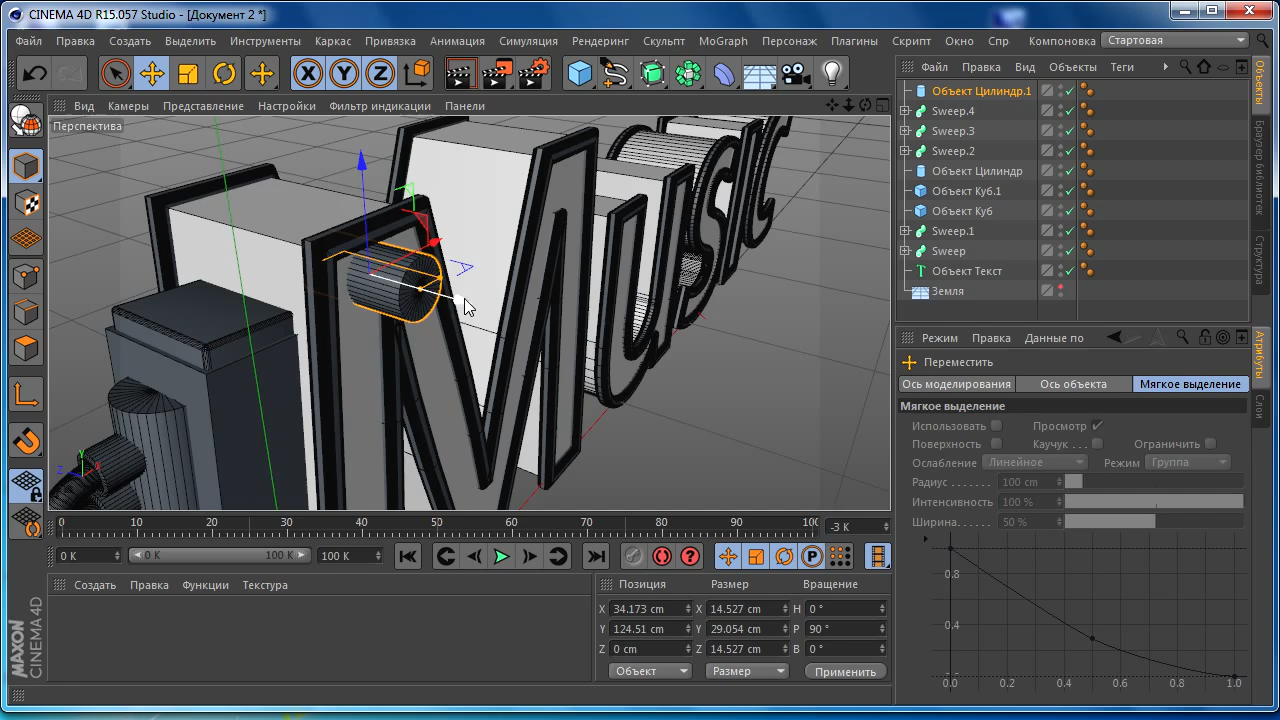 CINEMA 4D R15.057 Studio - [Документ 2 *]
Файл Правка Создать Выделить Инструменты Каркас Привязка Анимация Симуляция Рендеринг Скульпт MoGraph Персонаж Плагины Скрипт Окно Спр Компоновка Стартовая
X Y Z
Файл Правка Вид Объекты Теги
Вид Камеры Представление Настройки Фильтр индикации Панели
Перспектива
Объект Цилиндр.1
Sweep.4
Sweep.3
Sweep.2
Объект Цилиндр
Объект Куб.1
Объект Куб
Sweep.1
Sweep
Объект Текст
Земля
Объекты
Браузер библиотек
Структура
MUSIC
Y
Z
X
Режим Правка Данные по
Переместить
Ось моделирования Ось объекта Мягкое выделение
Мягкое выделение
Использовать Просмотр
Поверхность Каучук . . . Ограничить
Ослабление Линейное Режим Группа
Радиус . . . . . . . 100 cm
Интенсивность 100 %
Ширина. . . . . . 50 %
0.8
0.4
0.0 0.2 0.4 0.6 0.8 1.0
Атрибуты
Слои
0 10 20 30 40 50 60 70 80 90 100 -3 K
0 K 0 K 100 K 100 K
P
Создать Правка Функции Текстура
Позиция Размер Вращение
X 34.173 cm X 14.527 cm H 0 °
Y 124.51 cm Y 29.054 cm P 90 °
Z 0 cm Z 14.527 cm B 0 °
Объект Размер Применить
MAXON
CINEMA 4D